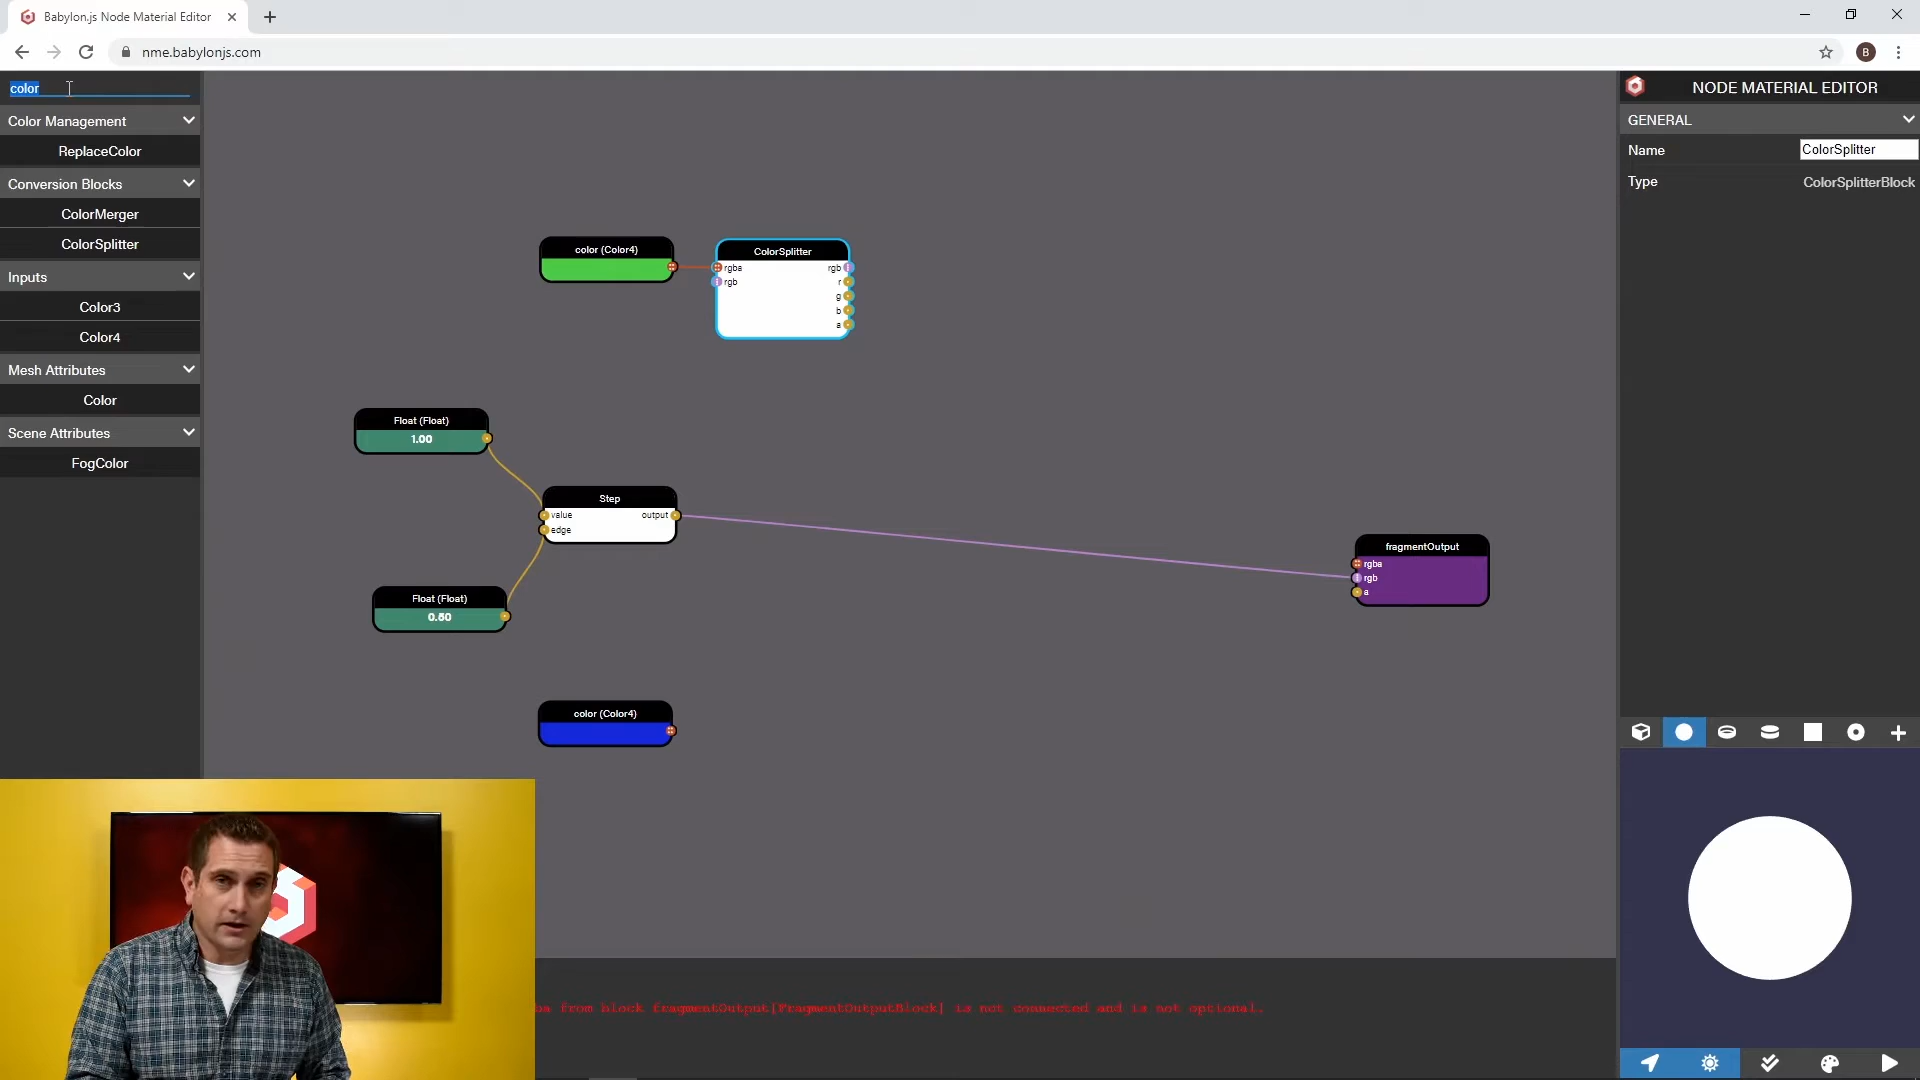 Babylon.js Node Material Editor
nme.babylonjs.com
B
color
Color Management
ReplaceColor
Conversion Blocks
ColorMerger
ColorSplitter
Inputs
Color3
Color4
Mesh Attributes
Color
Scene Attributes
FogColor
color (Color4)
ColorSplitter
rgba rgb
rgb r
g
b
a
Float (Float)
1.00
Step
value output
edge
Float (Float)
0.50
color (Color4)
fragmentOutput
rgba
rgb
a
from block fragmentOutput[FragmentOutputBlock] is not connected and is not optional.
NODE MATERIAL EDITOR
GENERAL
Name ColorSplitter
Type ColorSplitterBlock